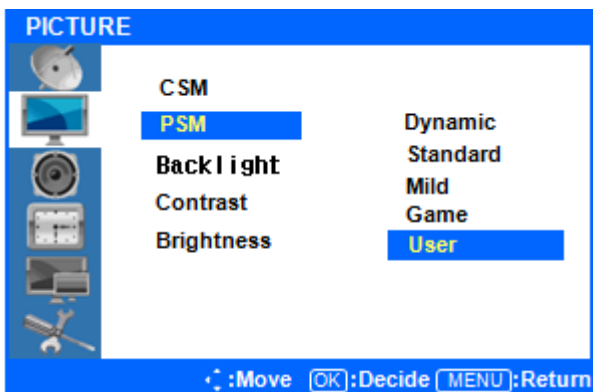 PICTURE
CSM
PSM
Backlight
Contrast
Brightness
Dynamic
Standard
Mild
Game
User
:Move OK:Decide MENU:Return